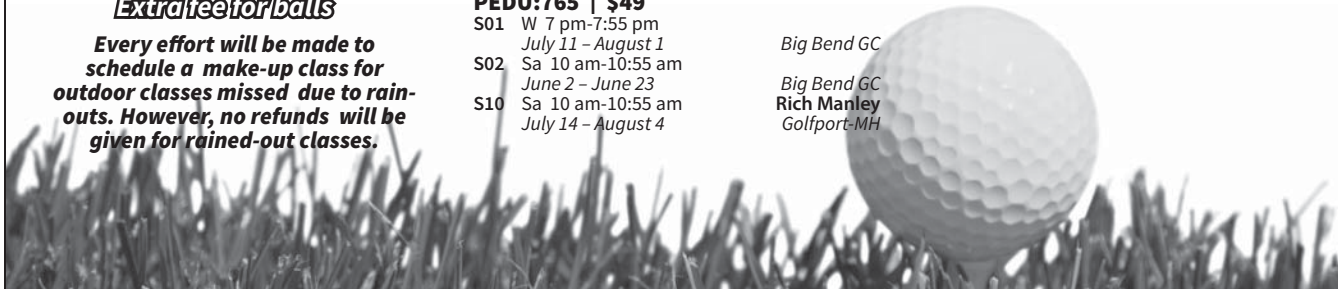 Extra fee for balls
Every effort will be made to
schedule a make-up class for
outdoor classes missed due to rain-
outs. However, no refunds will be
given for rained-out classes.
PEDU:765 | $49
S01 W 7 pm-7:55 pm
July 11 – August 1 Big Bend GC
S02 Sa 10 am-10:55 am
June 2 – June 23 Big Bend GC
S10 Sa 10 am-10:55 am Rich Manley
July 14 – August 4 Golfport-MH